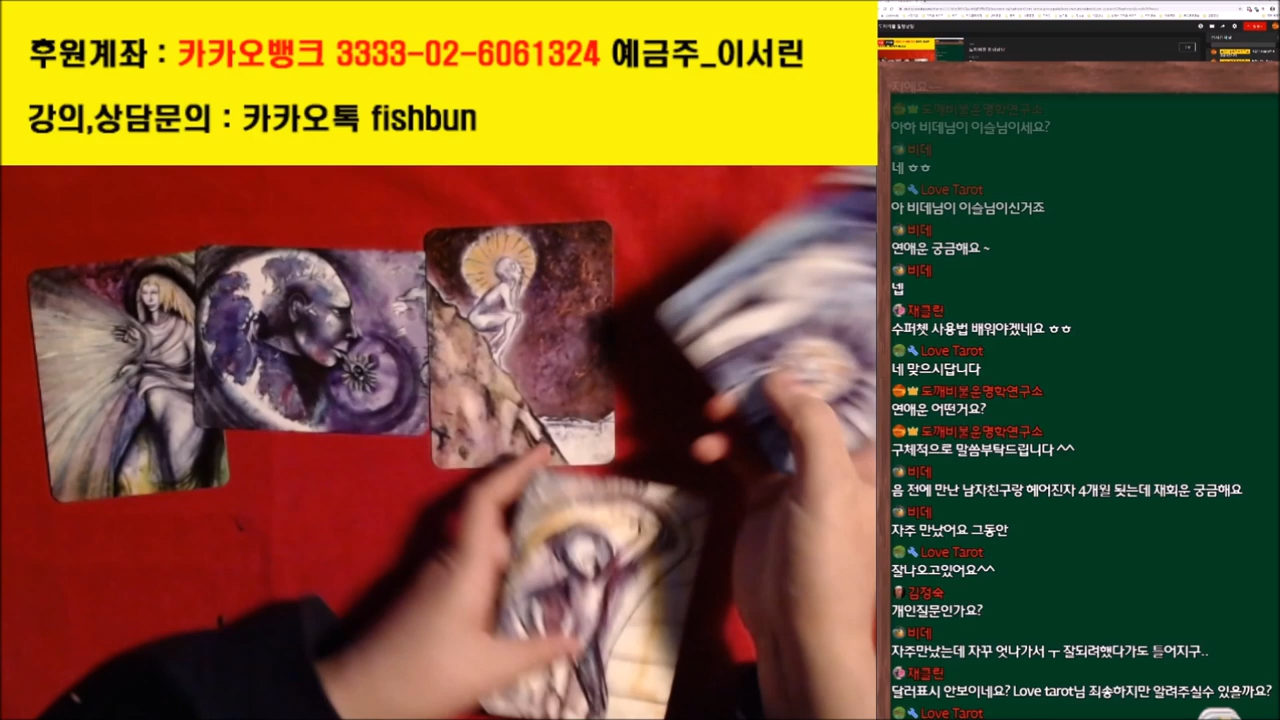 후원계좌 : 카카오뱅크 3333-02-6061324 예금주_이서린
강의,상담문의 : 카카오톡 fishbun
저예요~
도깨비불운명학연구소
아하 비데님이 이슬님이세요?
비데
네 ㅎㅎ
Love Tarot
아 비데님이 이슬님이신거죠
비데
연애운 궁금해요 ~
비데
넵
재클린
수퍼쳇 사용법 배워야겠네요 ㅎㅎ
Love Tarot
네 맞으시답니다
도깨비불운명학연구소
연애운 어떤거요?
도깨비불운명학연구소
구체적으로 말씀부탁드립니다 ^^
비데
음 전에 만난 남자친구랑 헤어진자 4개월 됫는데 재회운 궁금해요
비데
자주 만났어요 그동안
Love Tarot
잘나오고있어요^^
김정숙
개인질문인가요?
비데
자주만났는데 자꾸 엇나가서 ㅜ 잘되려했다가도 틀어지구..
재클린
달러표시 안보이네요? Love tarot님 죄송하지만 알려주실수 있을까요?
Love Tarot